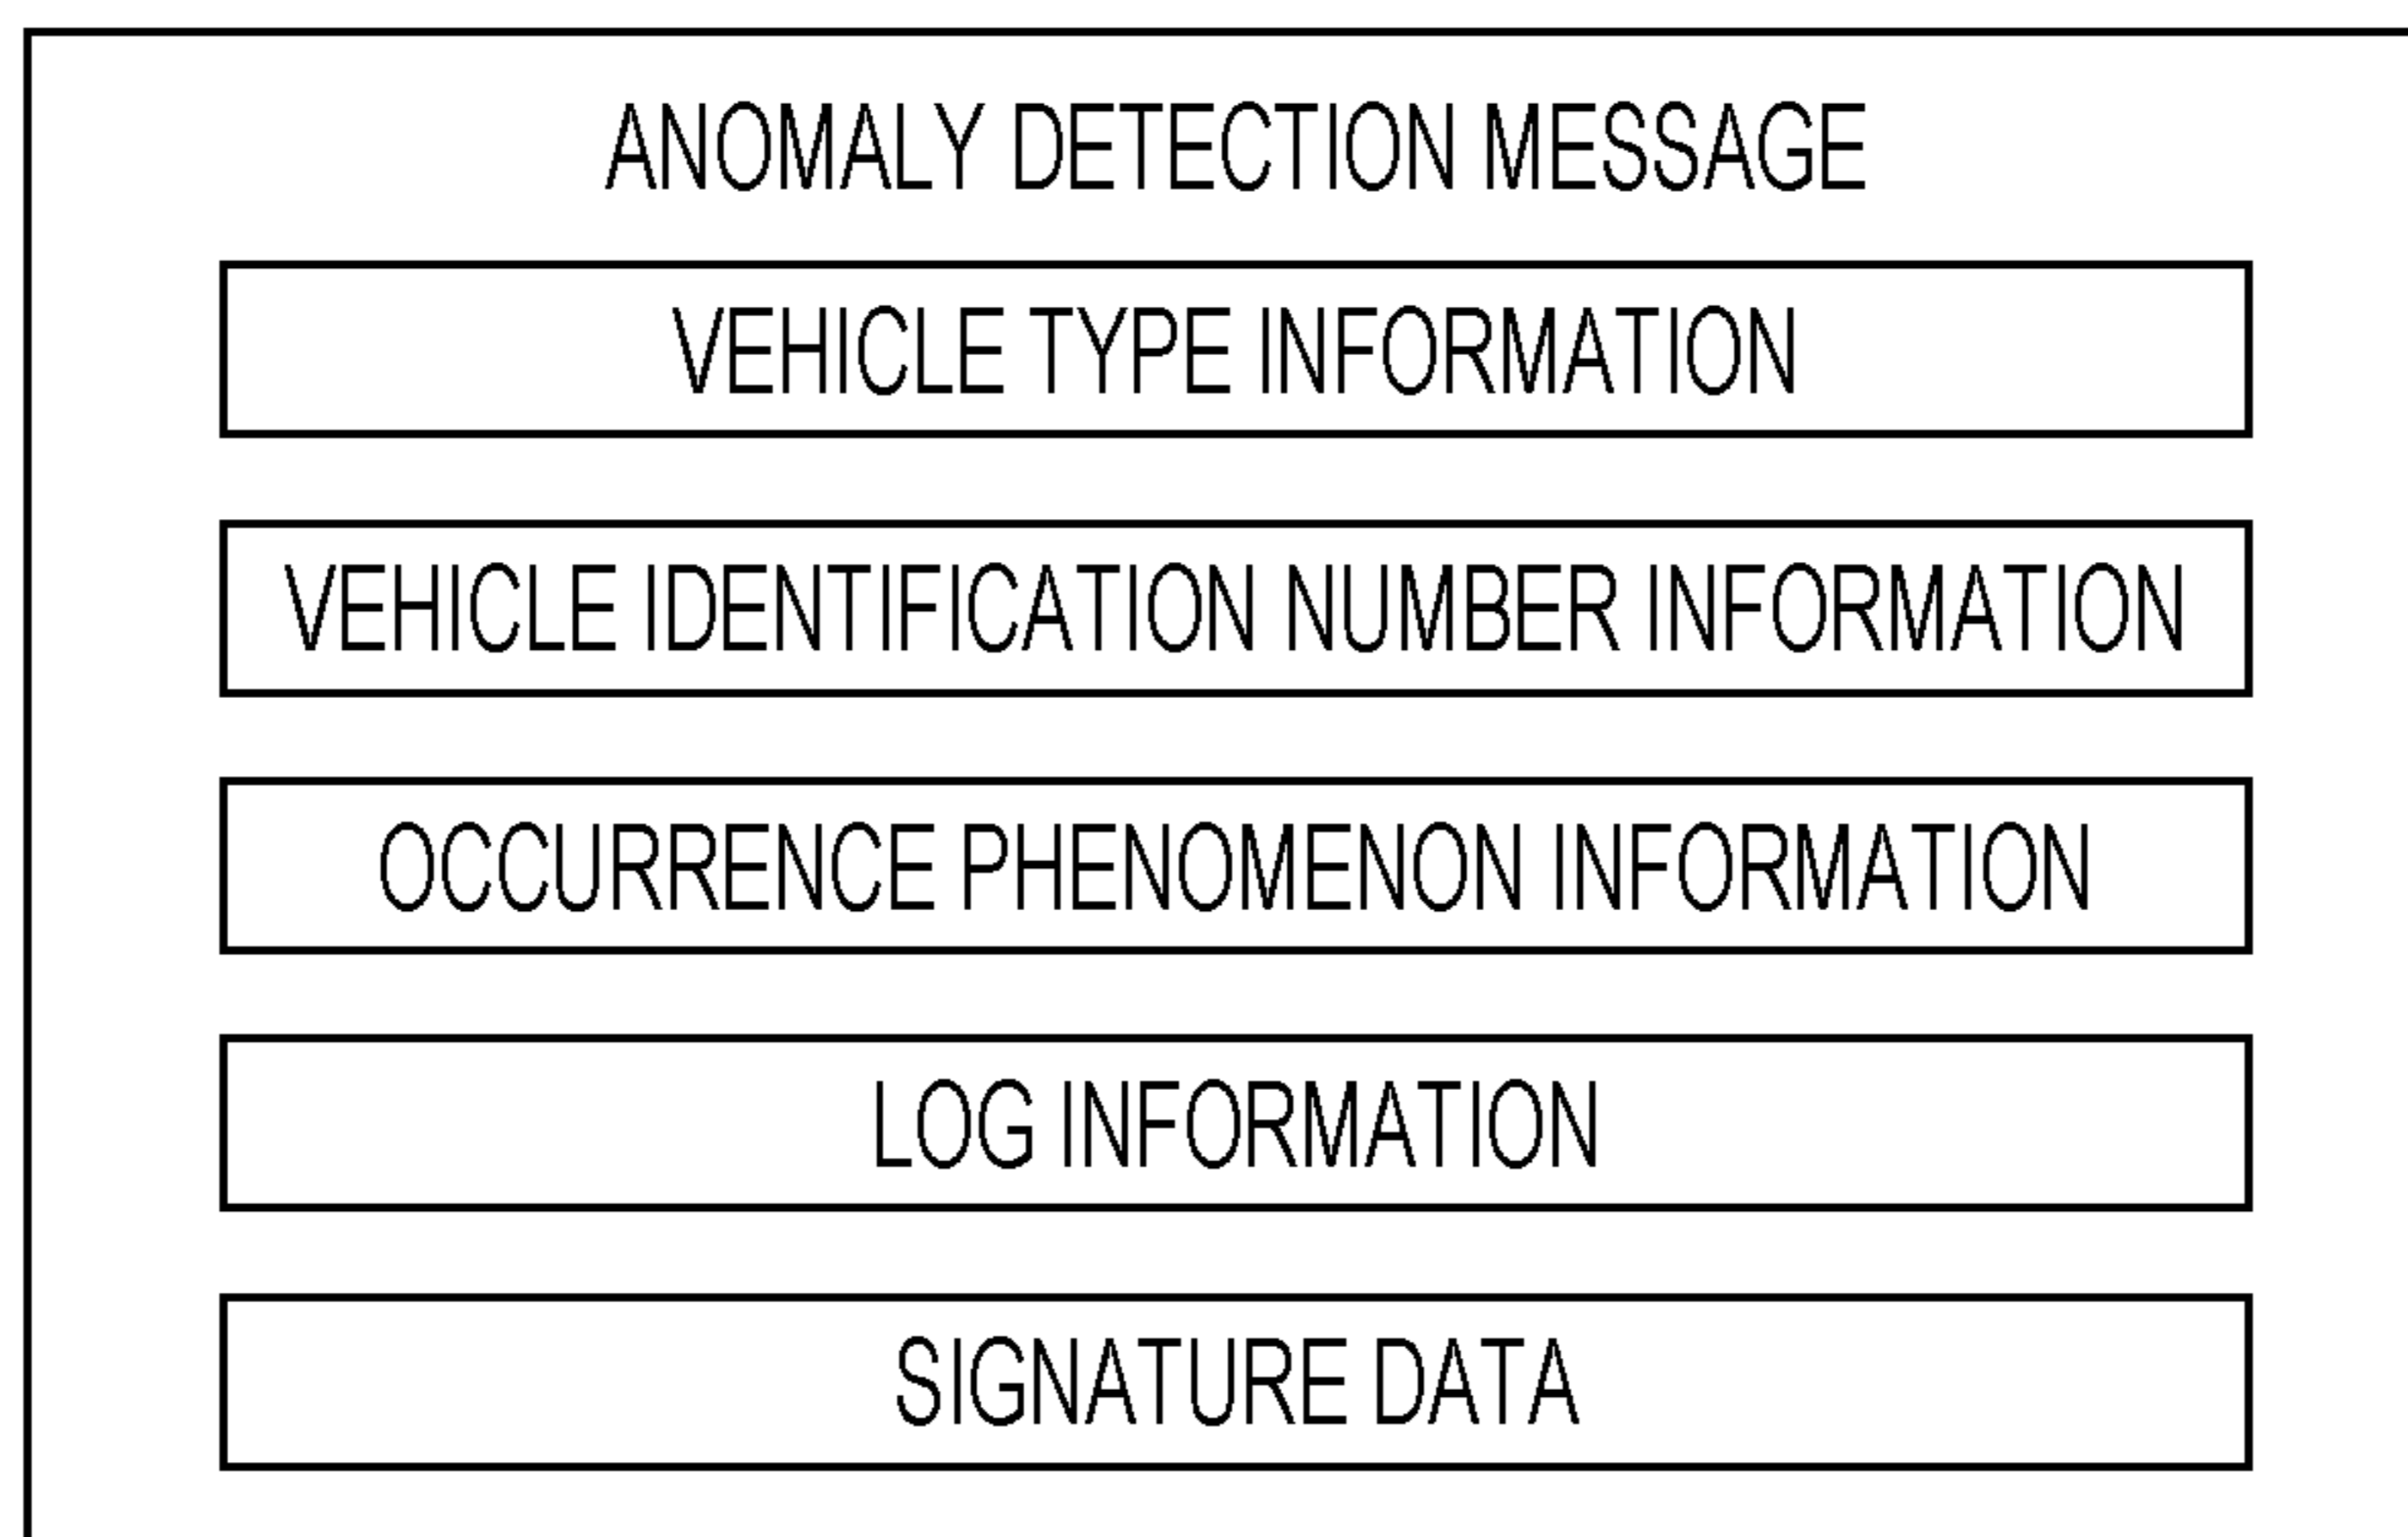 ANOMALY DETECTION MESSAGE
VEHICLE TYPE INFORMATION
VEHICLE IDENTIFICATION NUMBER INFORMATION
OCCURRENCE PHENOMENON INFORMATION
LOG INFORMATION
SIGNATURE DATA